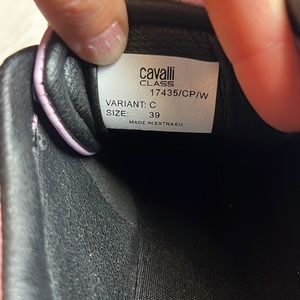 cavalli
CLASS
17435/CP/W
VARIANT: C
SIZE: 39
MADE IN EXTRA EU